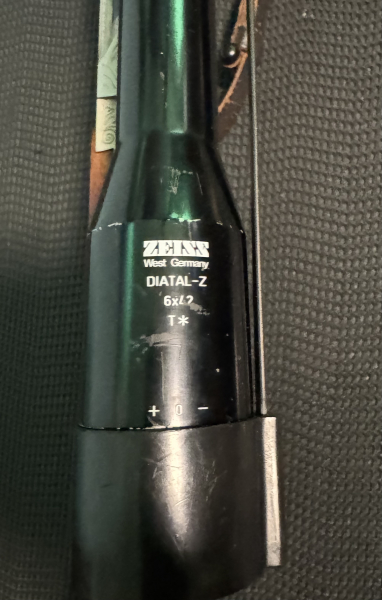 ZEISS
West Germany
DIATAL-Z
6x42
T*
+ 0 -